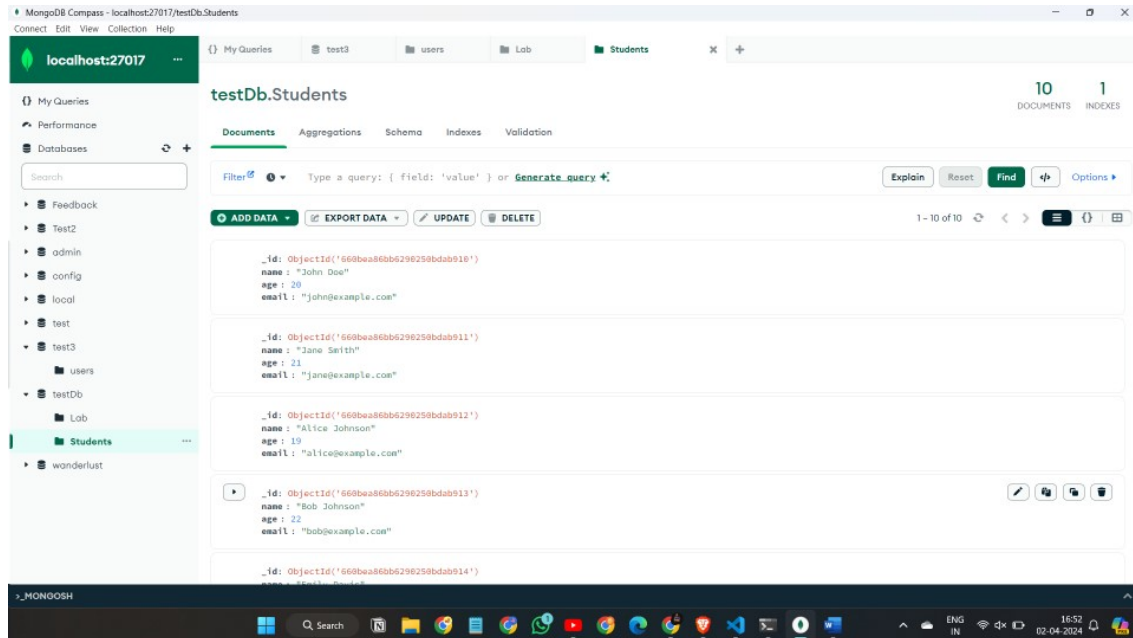 MongoDB Compass - localhost:27017/testDb.Students
Connect Edit View Collection Help
localhost:27017 ...
{} My Queries
test3
users
Lab
Students
My Queries
Performance
Databases
Search
Feedback
Test2
admin
config
local
test
test3
users
testDb
Lab
Students
wanderlust
testDb.Students
10
DOCUMENTS
1
INDEXES
Documents Aggregations Schema Indexes Validation
Filter Type a query: { field: 'value' } or Generate query
Explain Reset Find </> Options
ADD DATA EXPORT DATA UPDATE DELETE
1 – 10 of 10 {}
_id: ObjectId('660bea86bb6290250bdab910')
name : "John Doe"
age : 20
email : "john@example.com"
_id: ObjectId('660bea86bb6290250bdab911')
name : "Jane Smith"
age : 21
email : "jane@example.com"
_id: ObjectId('660bea86bb6290250bdab912')
name : "Alice Johnson"
age : 19
email : "alice@example.com"
_id: ObjectId('660bea86bb6290250bdab913')
name : "Bob Johnson"
age : 22
email : "bob@example.com"
_id: ObjectId('660bea86bb6290250bdab914')
name : "Emily Davis"
>_MONGOSH
Search
ENG
IN
16:52
02-04-2024